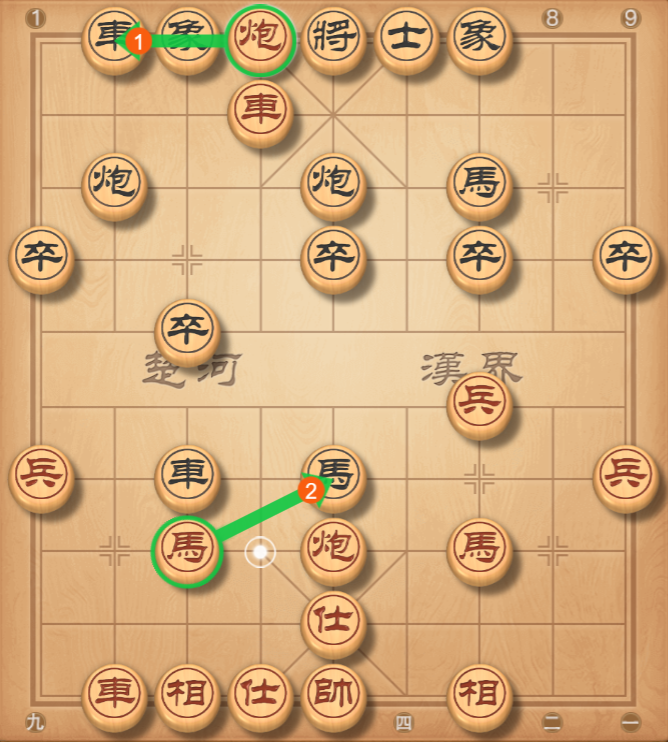 1 8 9
車 象 炮 將 士 象
1
車
炮 炮 馬
卒 卒 卒 卒
卒
楚河 漢界
兵
兵 車 馬 兵
2
馬 炮 馬
仕
車 相 仕 帥 相
九 四 二 一